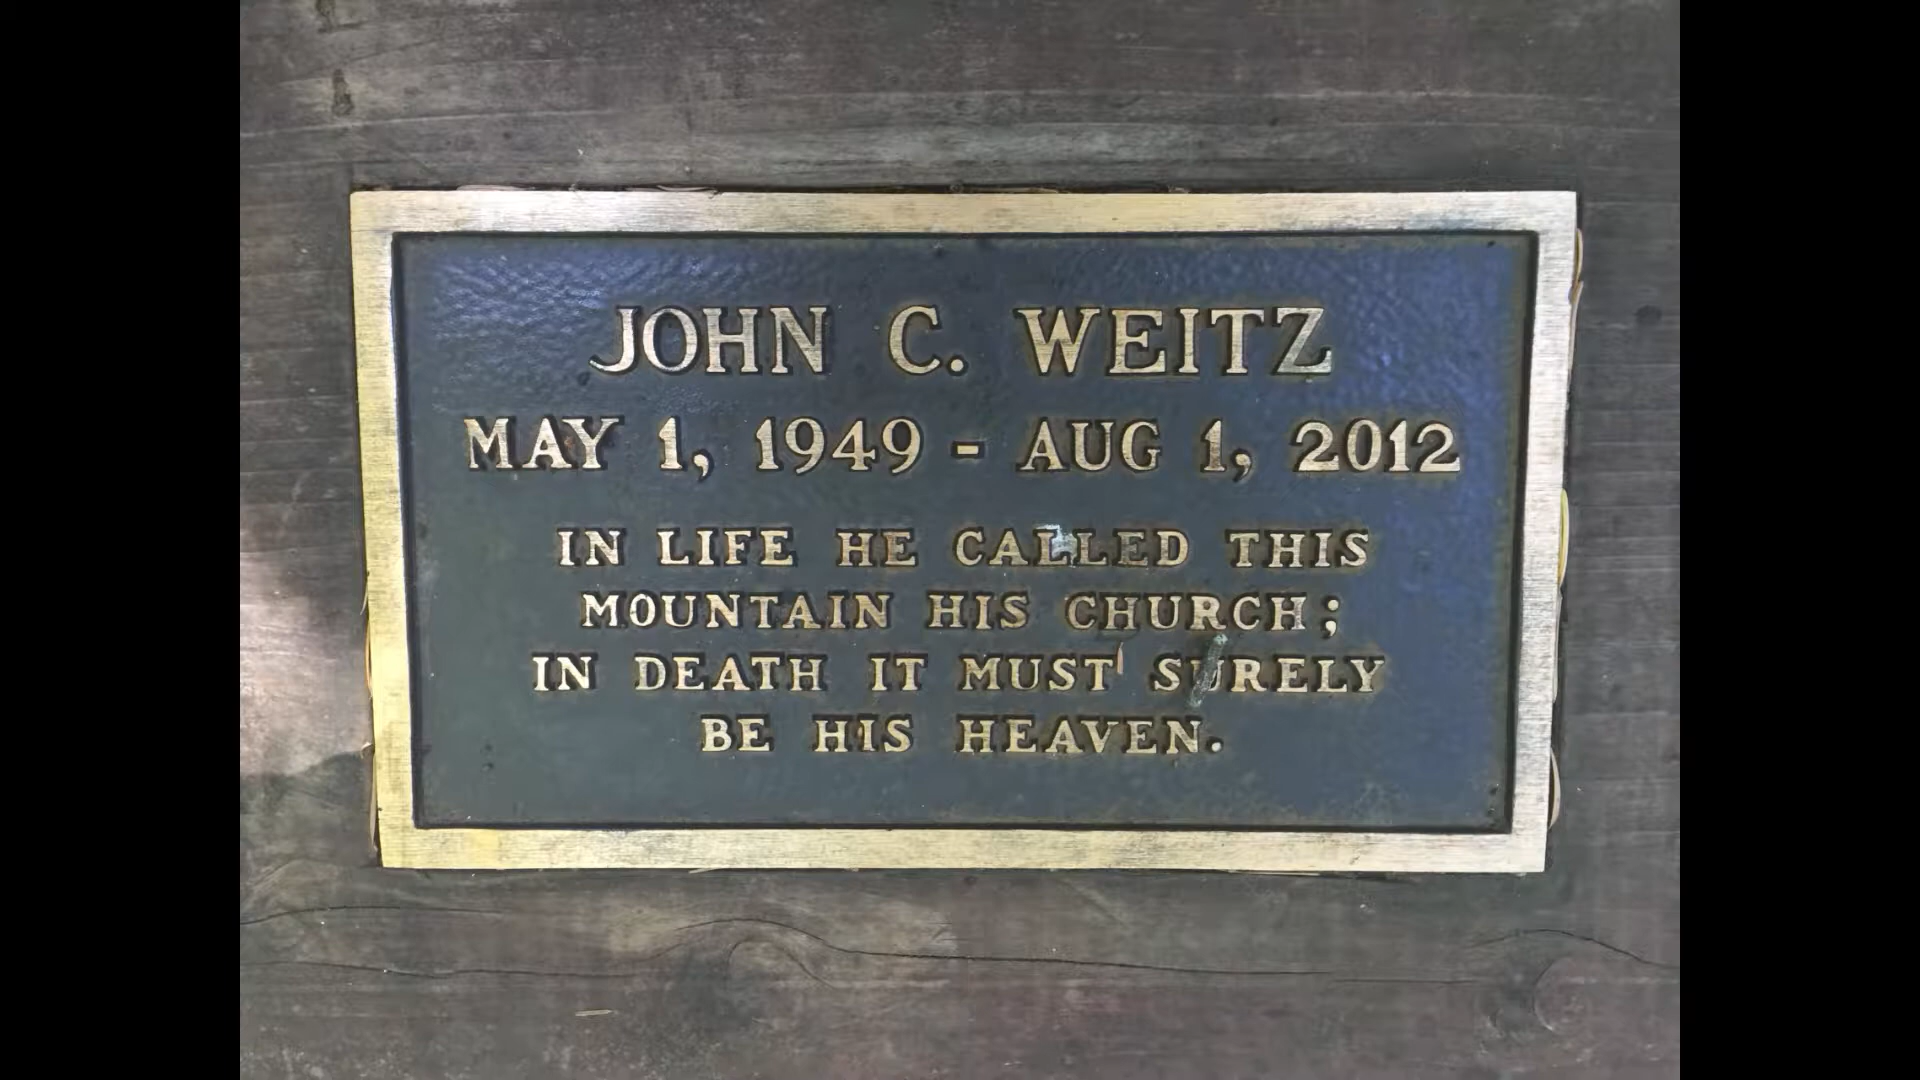 JOHN C. WEITZ
MAY 1, 1949 - AUG 1, 2012
IN LIFE HE CALLED THIS
MOUNTAIN HIS CHURCH;
IN DEATH IT MUST SURELY
BE HIS HEAVEN.